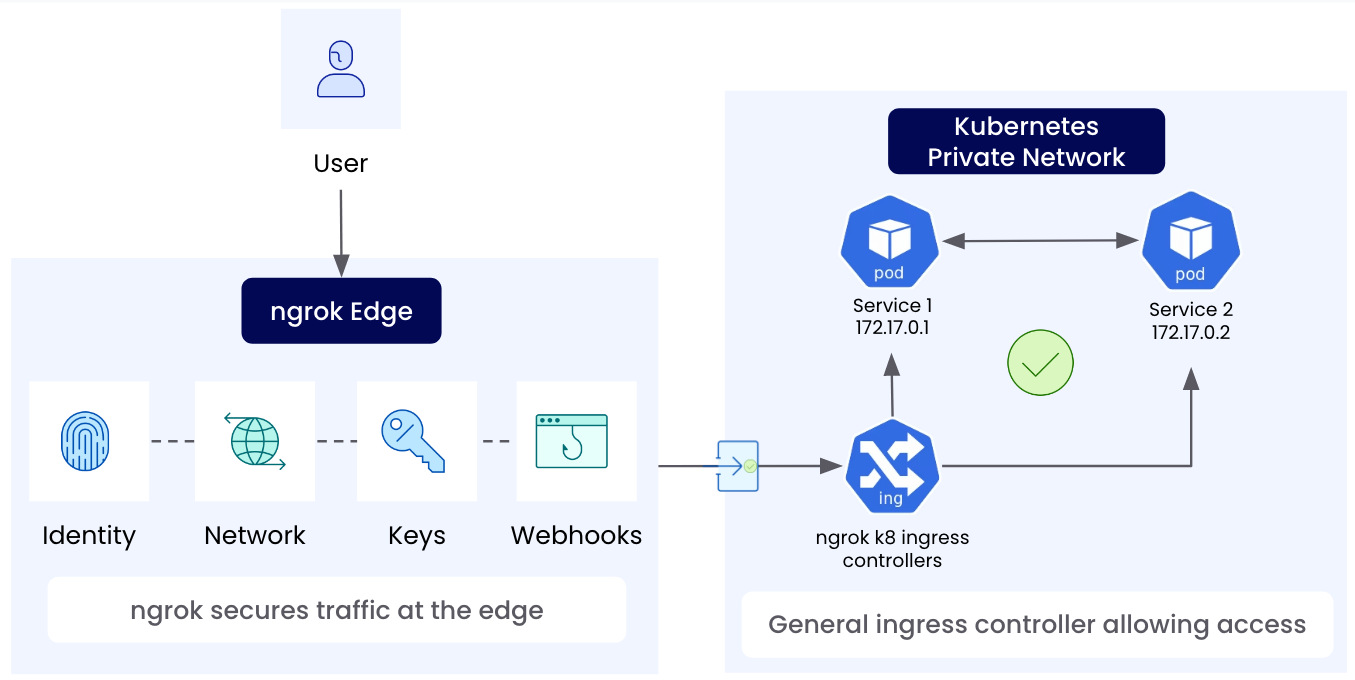 User
ngrok Edge
Identity
Network
Keys
Webhooks
ngrok secures traffic at the edge
Kubernetes
Private Network
pod
Service 1
172.17.0.1
pod
Service 2
172.17.0.2
ing
ngrok k8 ingress
controllers
General ingress controller allowing access